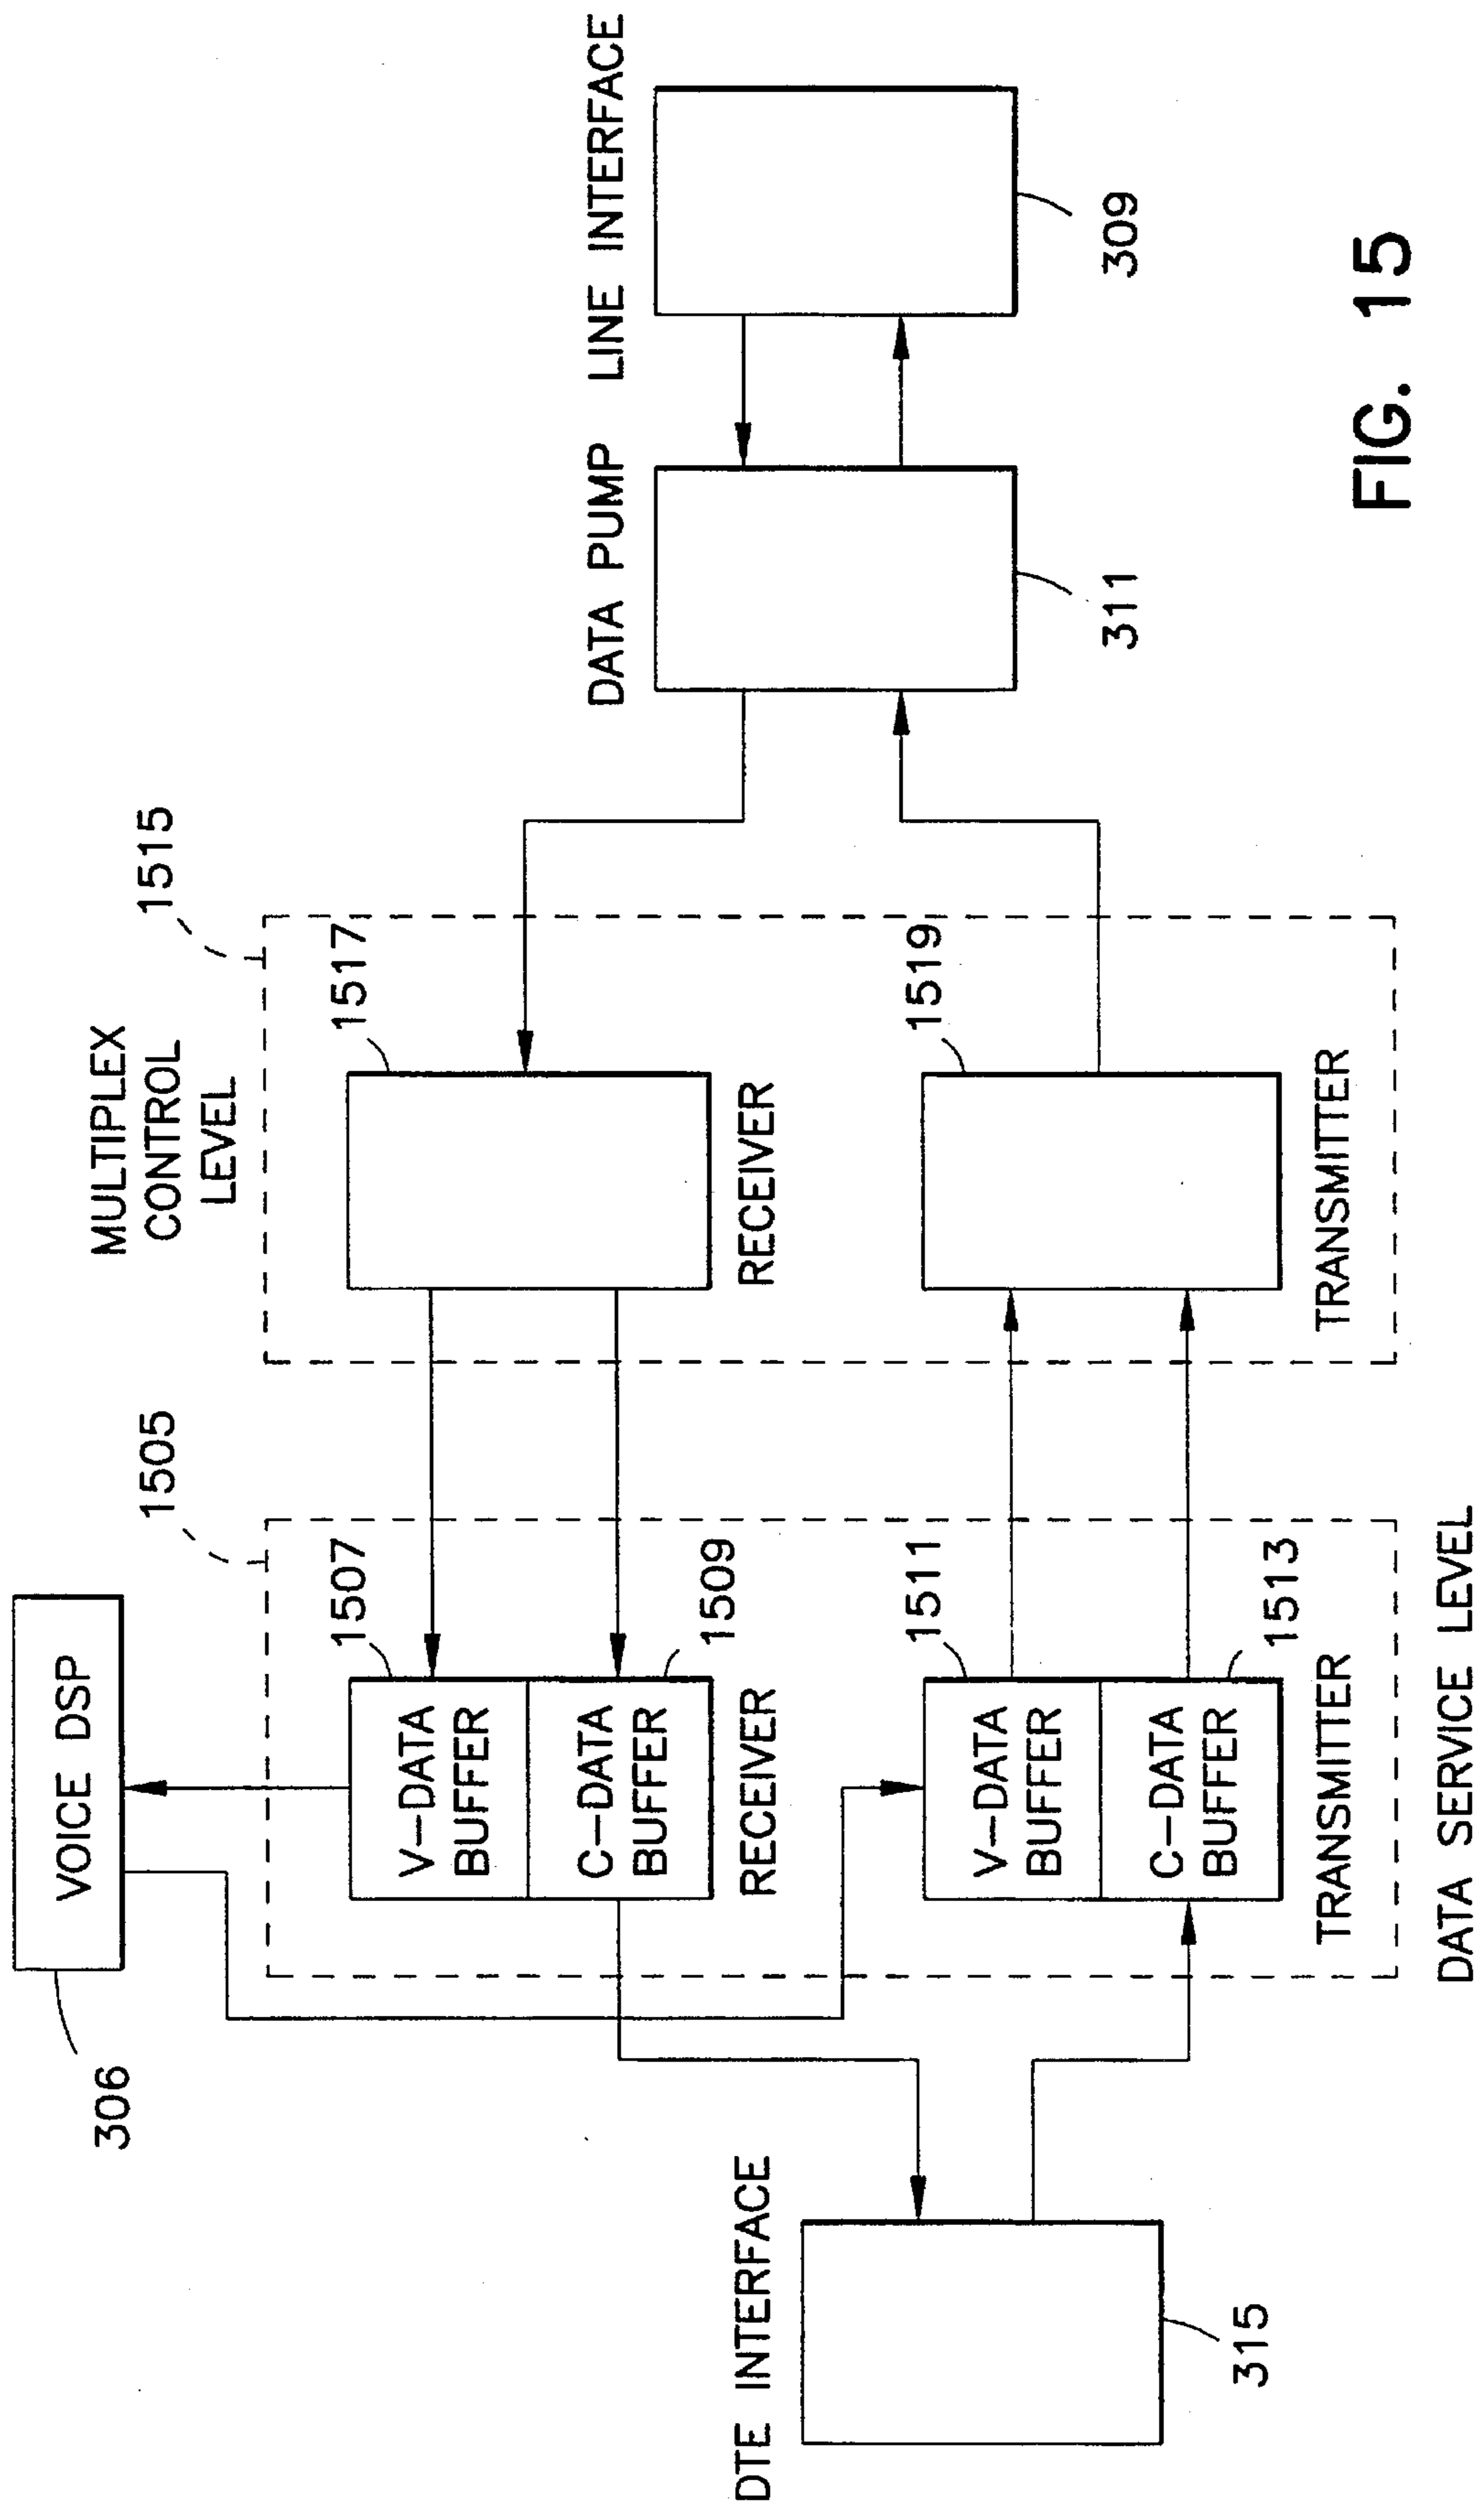 306
VOICE DSP
1505
MULTIPLEX
CONTROL
LEVEL
1515
1507
V-DATA
BUFFER
C-DATA
BUFFER
1509
RECEIVER
1517
RECEIVER
DATA PUMP
LINE INTERFACE
DTE INTERFACE
1511
V-DATA
BUFFER
C-DATA
BUFFER
1513
TRANSMITTER
1519
TRANSMITTER
311
309
315
DATA SERVICE LEVEL
FIG. 15